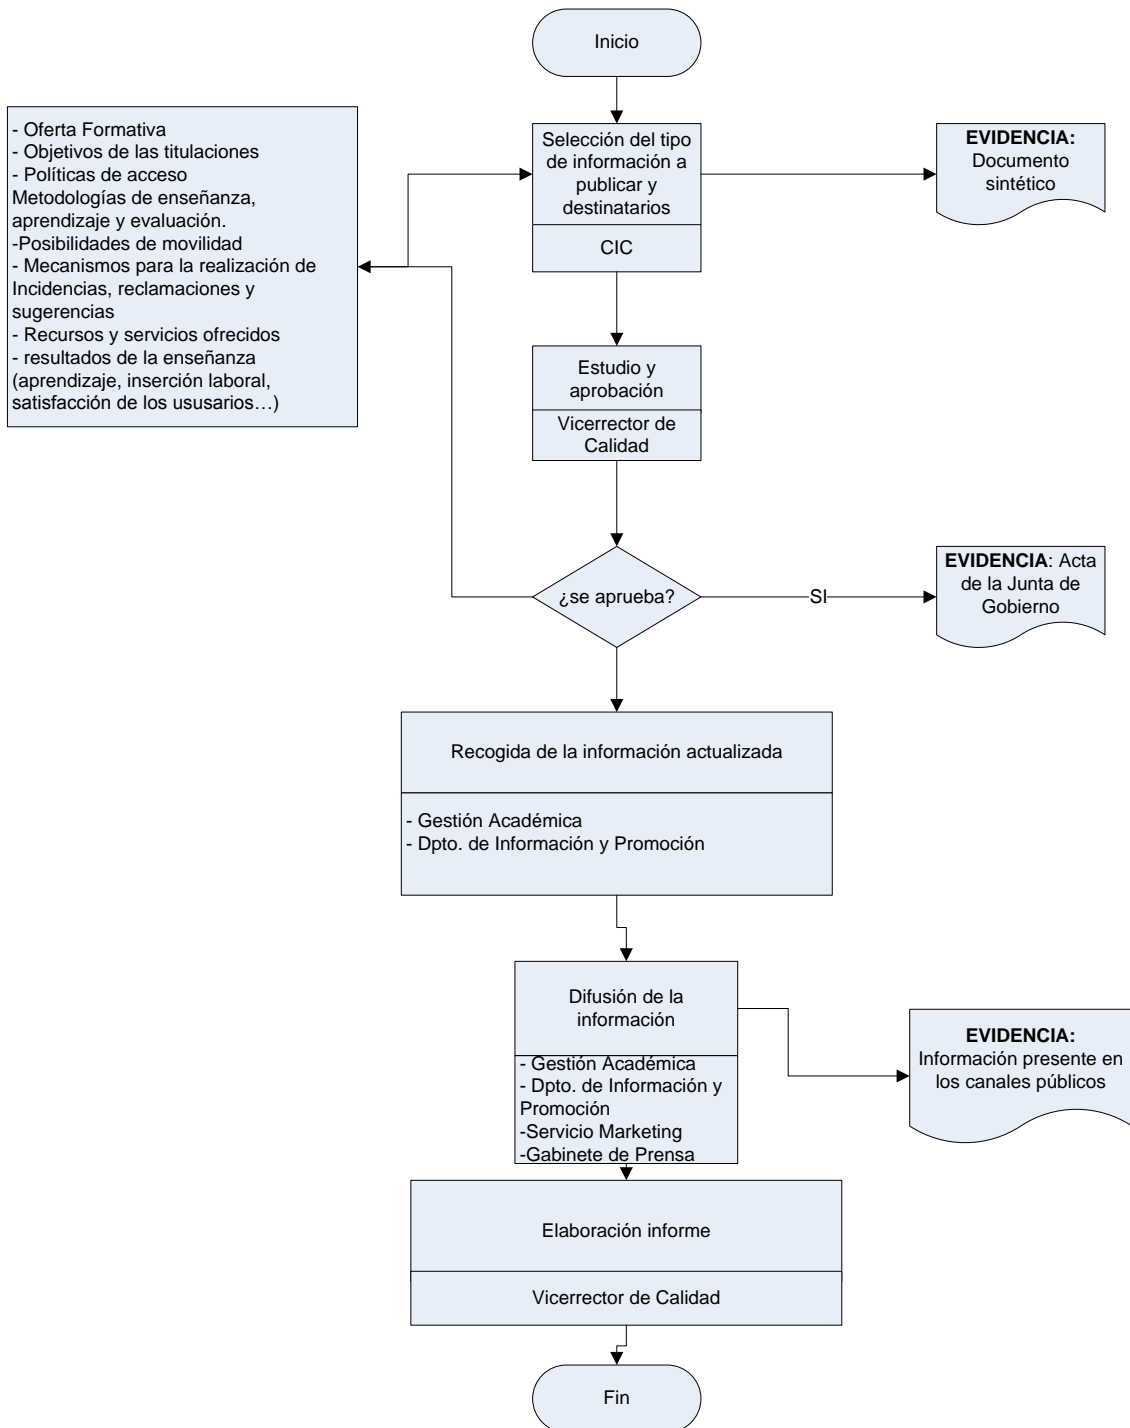 Inicio
- Oferta Formativa
- Objetivos de las titulaciones
- Políticas de acceso
Metodologías de enseñanza,
aprendizaje y evaluación.
-Posibilidades de movilidad
- Mecanismos para la realización de
Incidencias, reclamaciones y
sugerencias
- Recursos y servicios ofrecidos
- resultados de la enseñanza
(aprendizaje, inserción laboral,
satisfacción de los ususarios…)
Selección del tipo
de información a
publicar y
destinatarios
CIC
EVIDENCIA:
Documento
sintético
Estudio y
aprobación
Vicerrector de
Calidad
¿se aprueba?
SI
EVIDENCIA: Acta
de la Junta de
Gobierno
Recogida de la información actualizada
- Gestión Académica
- Dpto. de Información y Promoción
Difusión de la
información
- Gestión Académica
- Dpto. de Información y
Promoción
-Servicio Marketing
-Gabinete de Prensa
EVIDENCIA:
Información presente en
los canales públicos
Elaboración informe
Vicerrector de Calidad
Fin